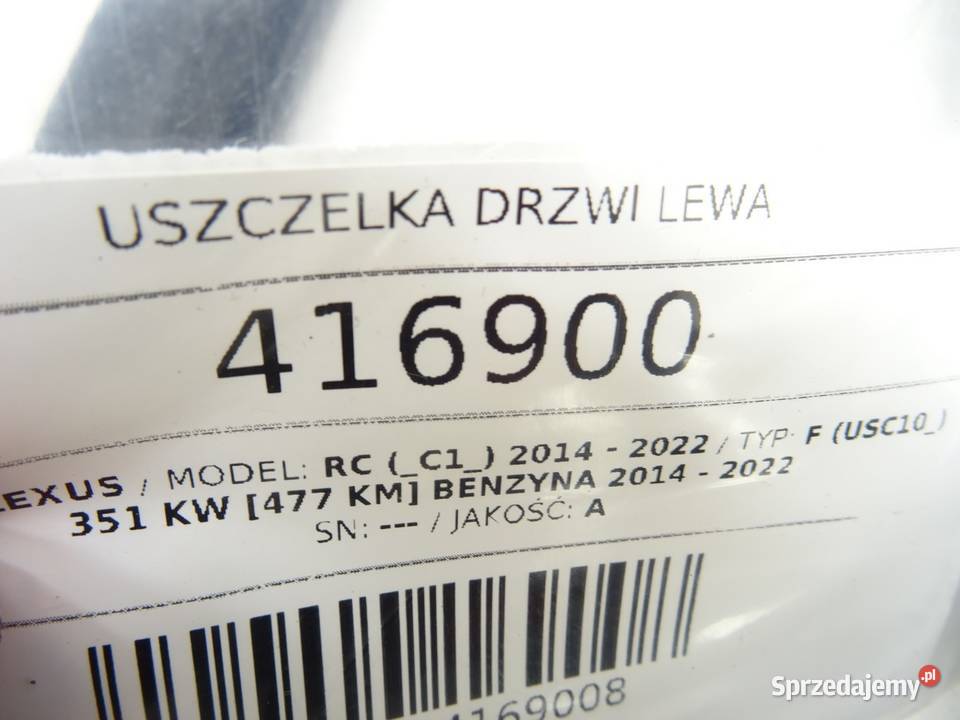 USZCZELKA DRZWI LEWA
416900
LEXUS / MODEL: RC (_C1_) 2014 - 2022 / TYP: F (USC10_)
351 KW [477 KM] BENZYNA 2014 - 2022
SN: --- / JAKOŚĆ: A
4169008
Sprzedajemy.pl